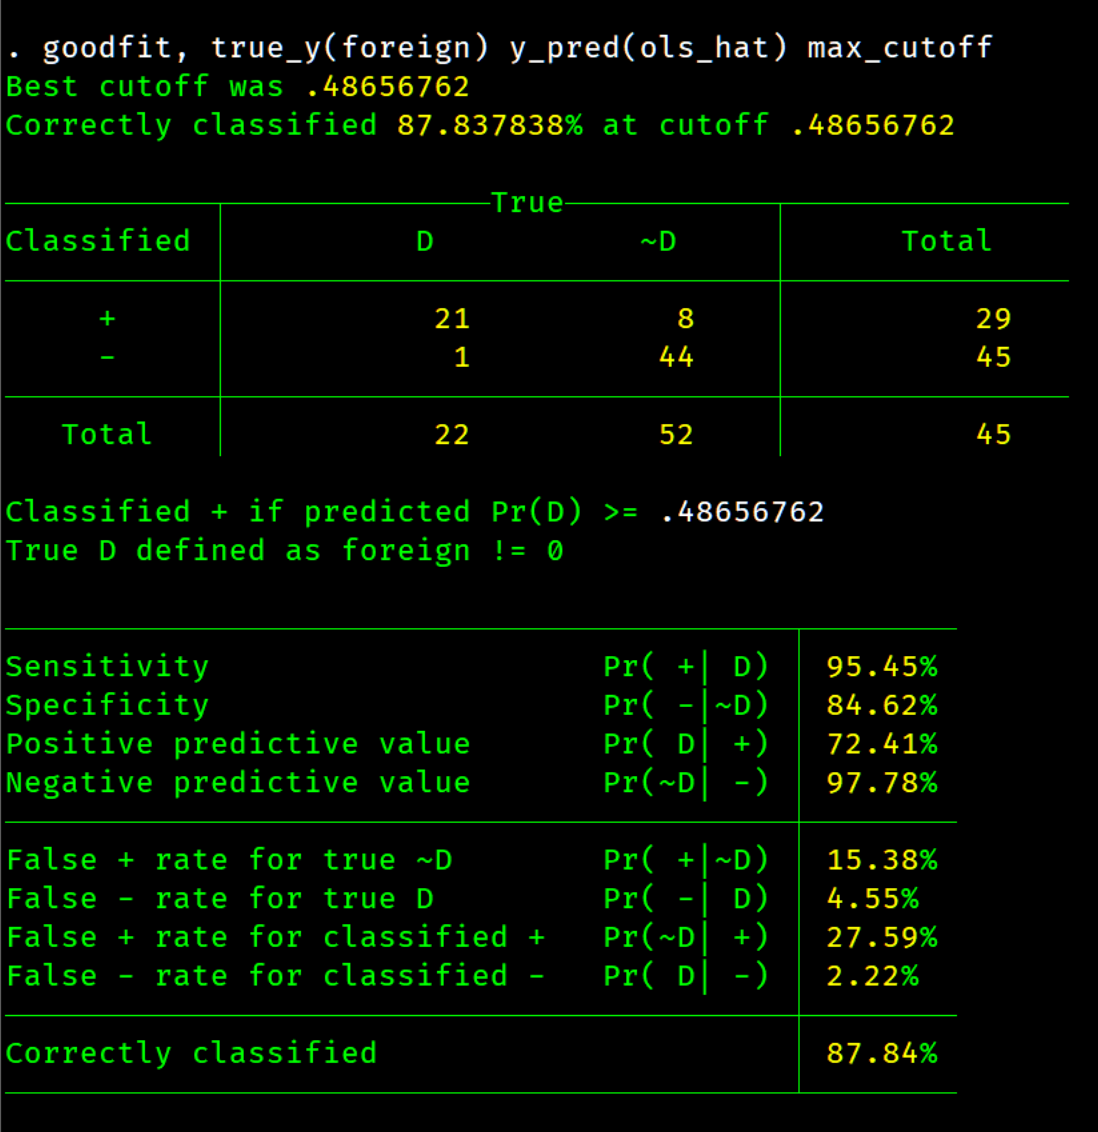 . goodfit, true_y(foreign) y_pred(ols_hat) max_cutoff
Best cutoff was .48656762
Correctly classified 87.837838% at cutoff .48656762
True
Classified D ~D Total
+ 21 8 29
- 1 44 45
Total 22 52 45
Classified + if predicted Pr(D) >= .48656762
True D defined as foreign != 0
Sensitivity Pr( +| D) 95.45%
Specificity Pr( -|~D) 84.62%
Positive predictive value Pr( D| +) 72.41%
Negative predictive value Pr(~D| -) 97.78%
False + rate for true ~D Pr( +|~D) 15.38%
False - rate for true D Pr( -| D) 4.55%
False + rate for classified + Pr(~D| +) 27.59%
False - rate for classified - Pr( D| -) 2.22%
Correctly classified 87.84%